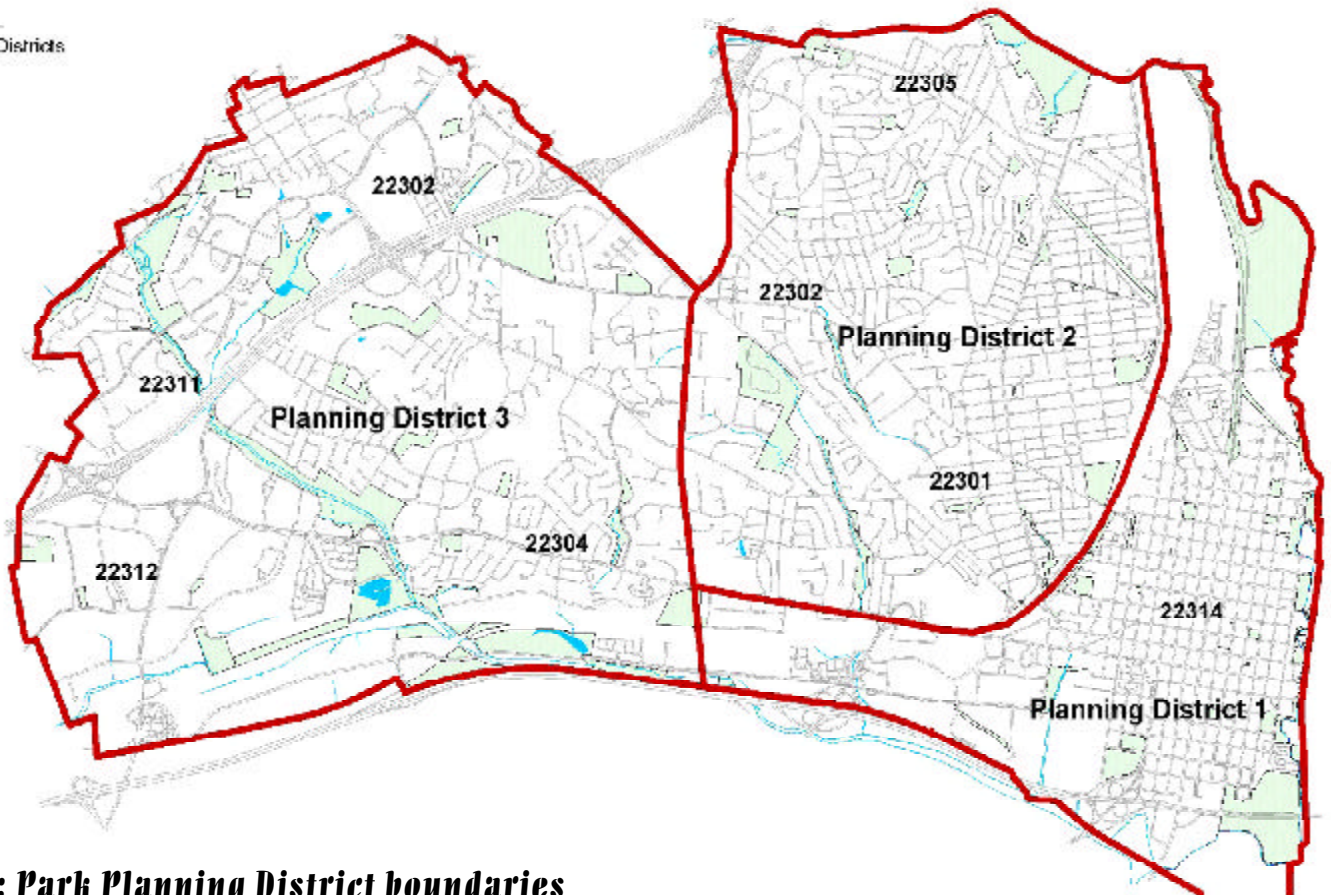 Districts
22305
22302
22302
Planning District 2
22311
Planning District 3
22301
22304
22312
22314
Planning District 1
: Park Planning District boundaries